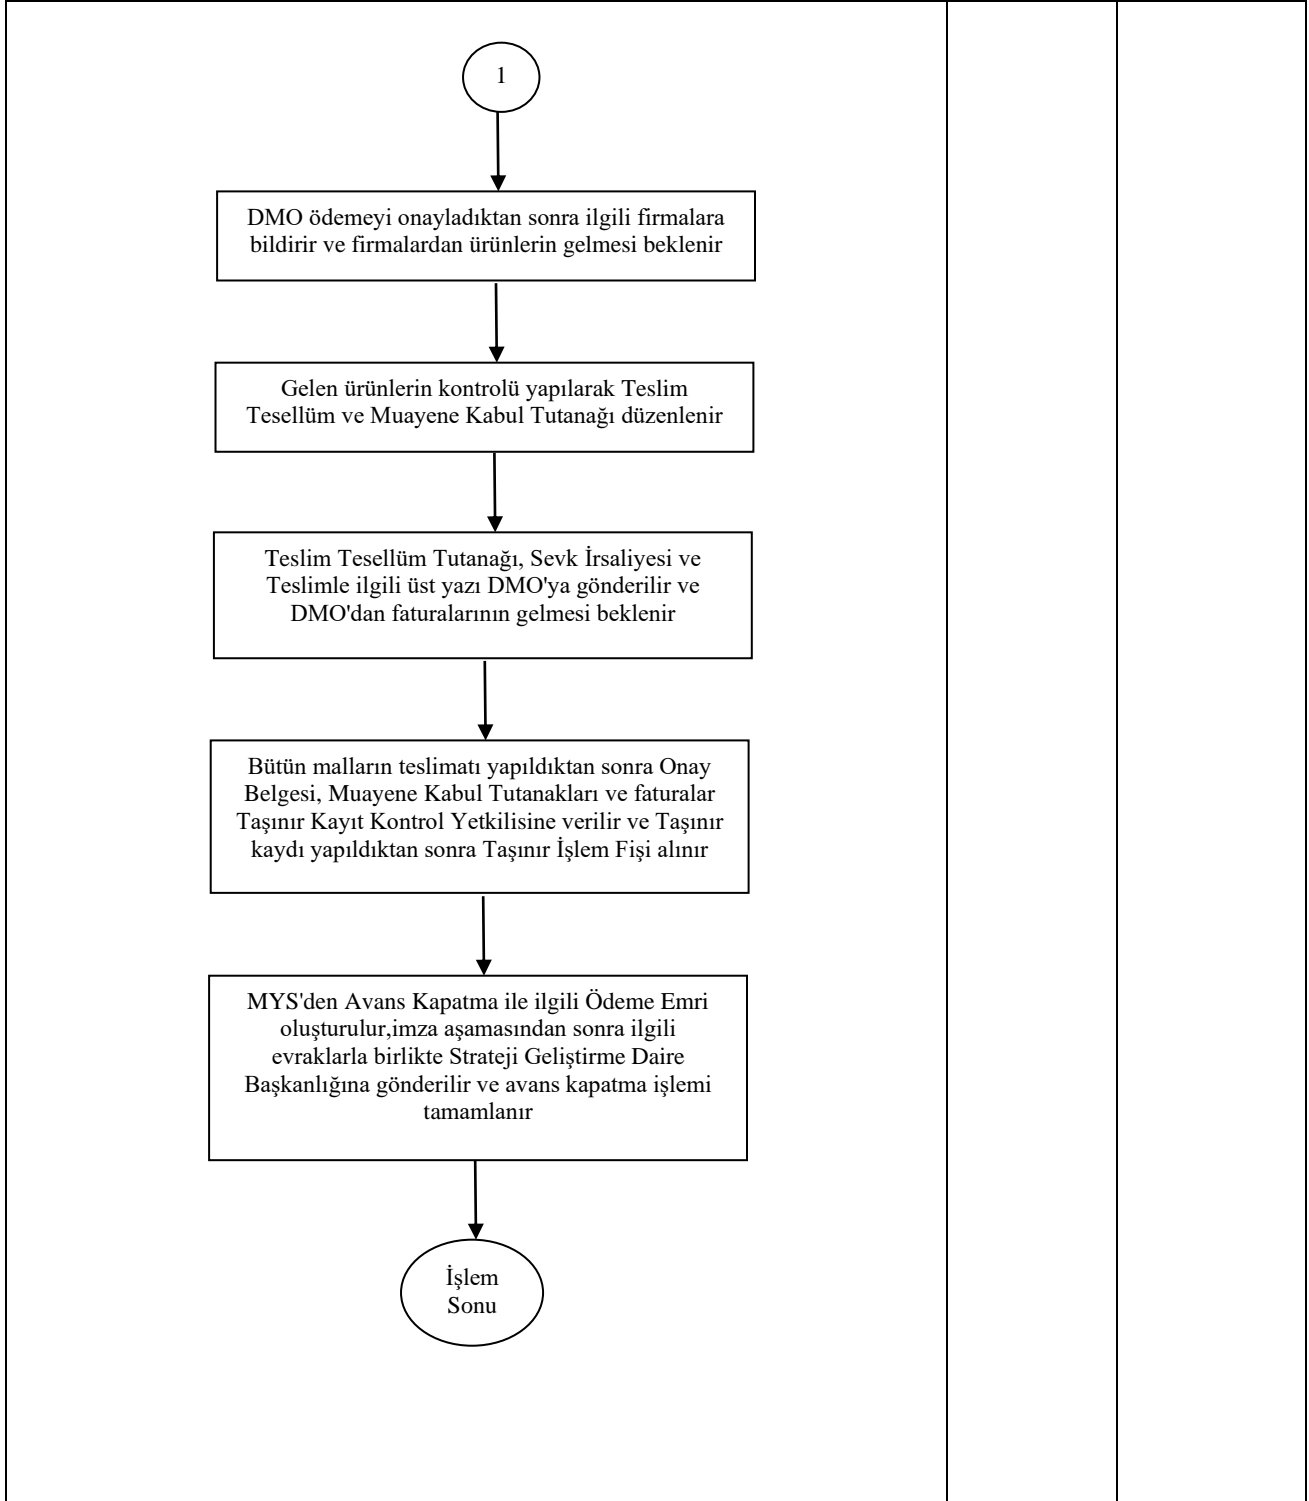 1
DMO ödemeyi onayladıktan sonra ilgili firmalara
bildirir ve firmalardan ürünlerin gelmesi beklenir
Gelen ürünlerin kontrolü yapılarak Teslim
Tesellüm ve Muayene Kabul Tutanağı düzenlenir
Teslim Tesellüm Tutanağı, Sevk İrsaliyesi ve
Teslimle ilgili üst yazı DMO'ya gönderilir ve
DMO'dan faturalarının gelmesi beklenir
Bütün malların teslimatı yapıldıktan sonra Onay
Belgesi, Muayene Kabul Tutanakları ve faturalar
Taşınır Kayıt Kontrol Yetkilisine verilir ve Taşınır
kaydı yapıldıktan sonra Taşınır İşlem Fişi alınır
MYS'den Avans Kapatma ile ilgili Ödeme Emri
oluşturulur,imza aşamasından sonra ilgili
evraklarla birlikte Strateji Geliştirme Daire
Başkanlığına gönderilir ve avans kapatma işlemi
tamamlanır
İşlem
Sonu